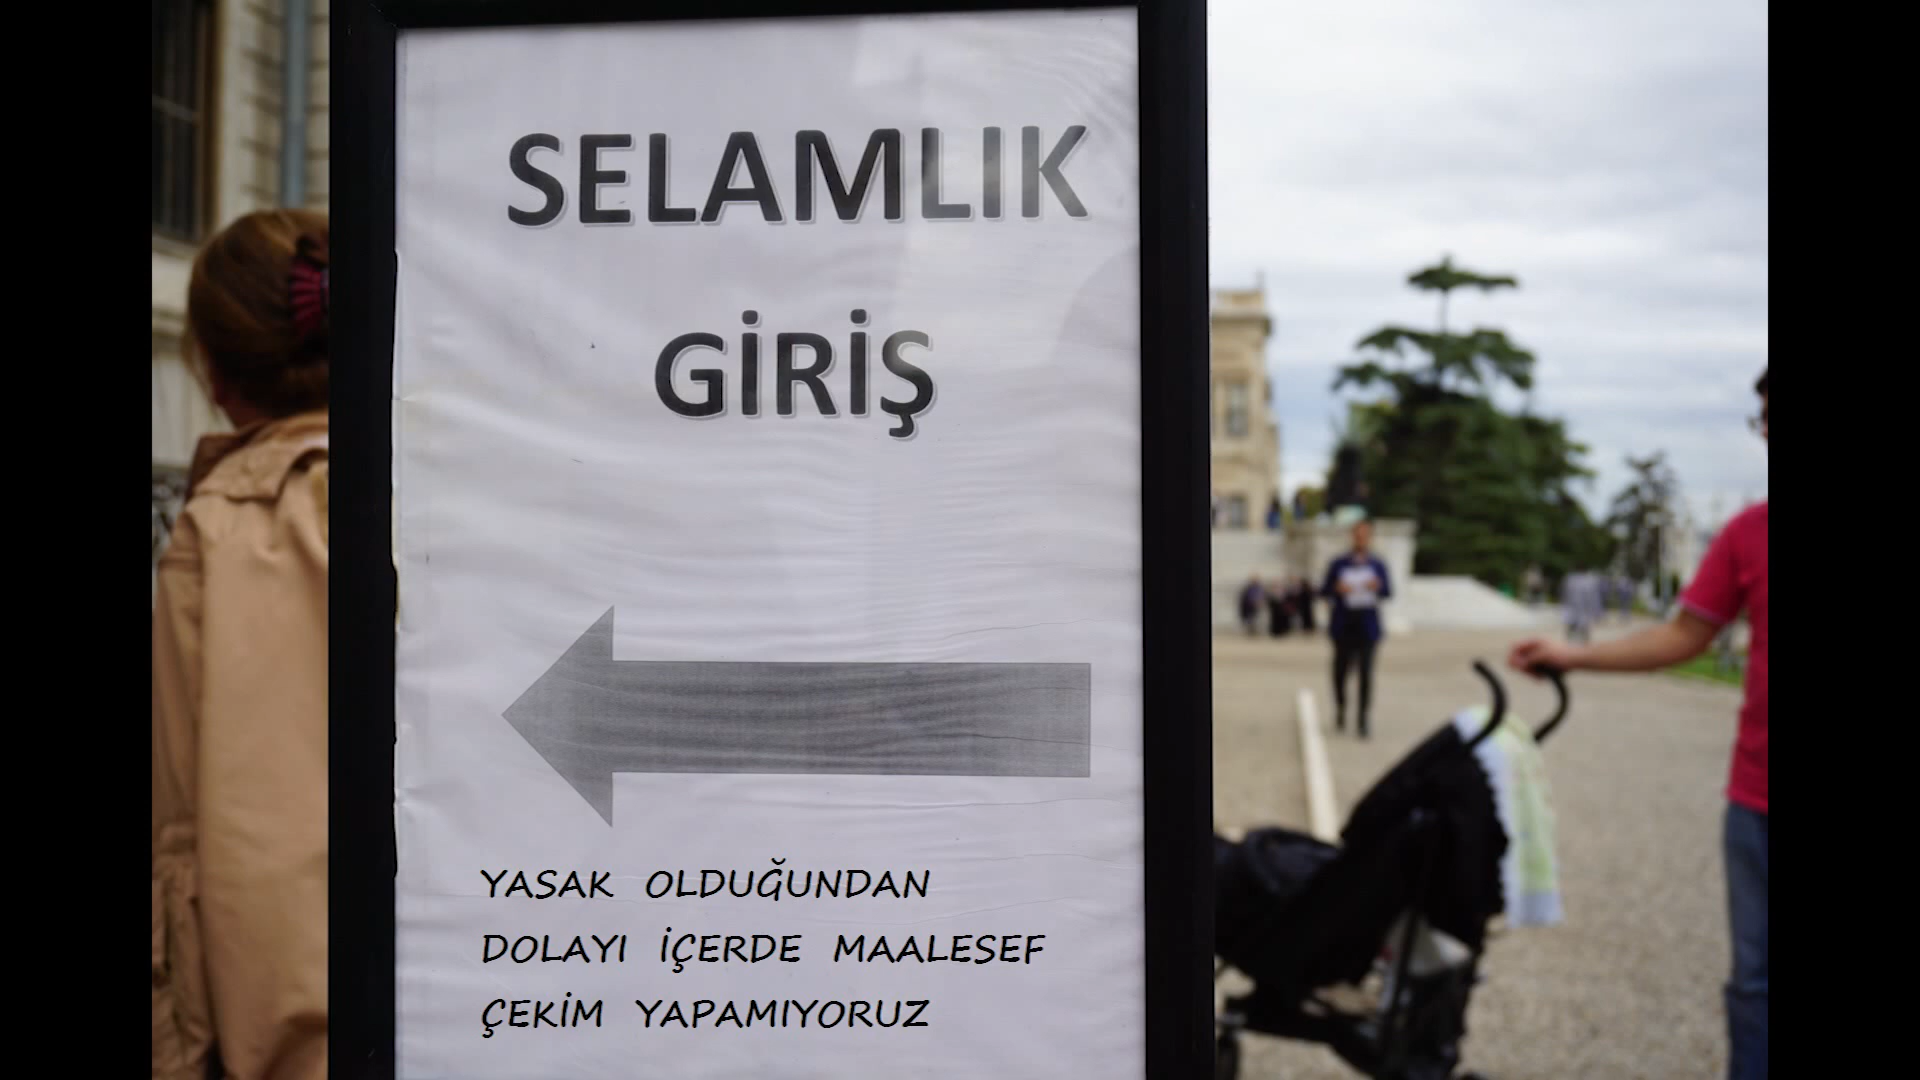 SELAMLIK
GİRİŞ
YASAK OLDUĞUNDAN
DOLAYI İÇERDE MAALESEF
ÇEKİM YAPAMIYORUZ